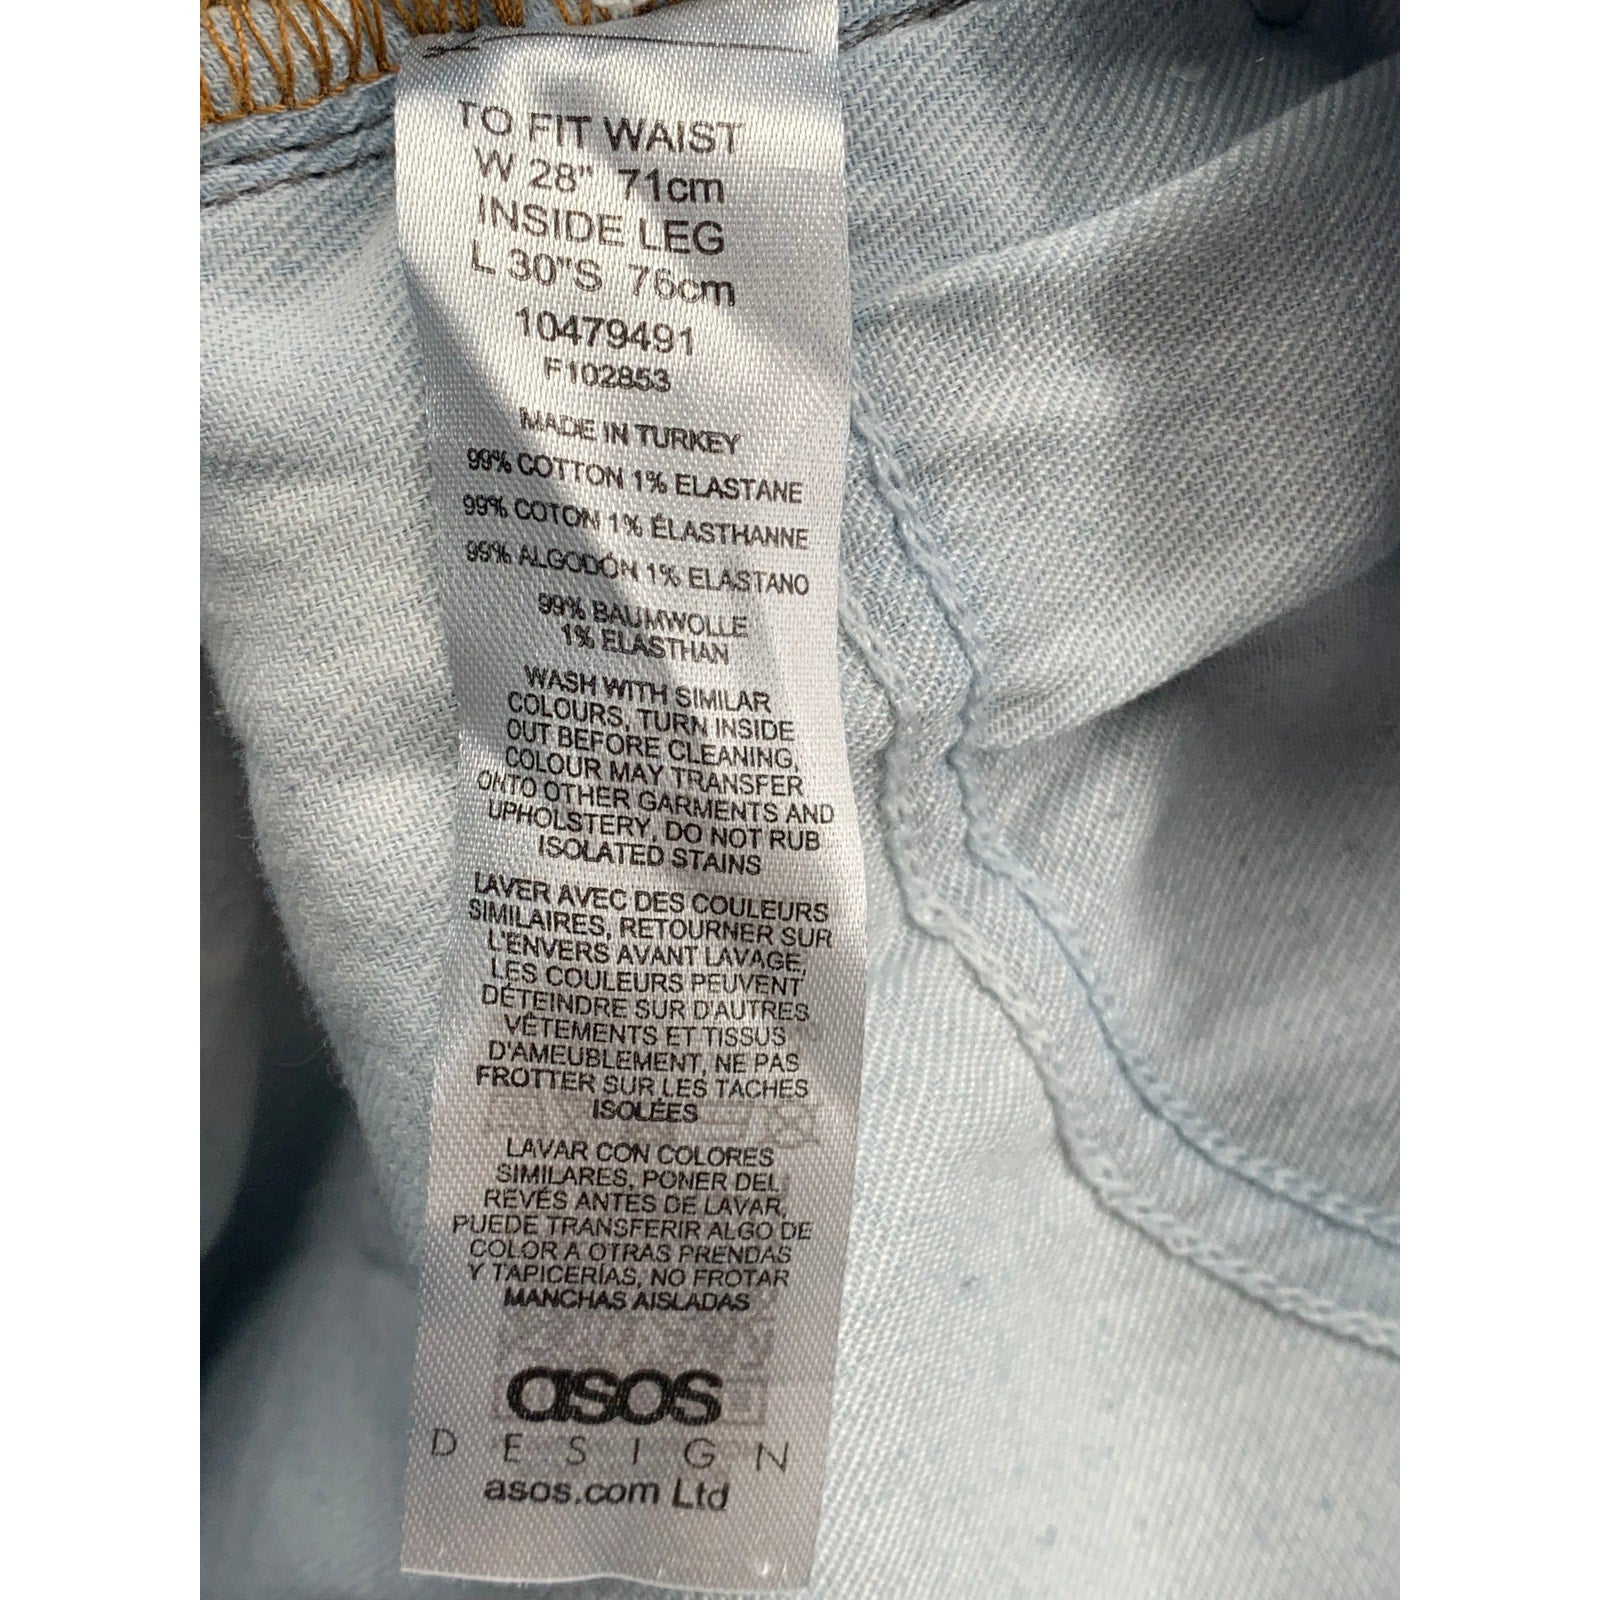 TO FIT WAIST
W 28" 71cm
INSIDE LEG
L 30"S 76cm
10479491
F102853
MADE IN TURKEY
99% COTTON 1% ELASTANE
99% COTON 1% ÉLASTHANNE
99% ALGODÓN 1% ELASTANO
99% BAUMWOLLE
1% ELASTHAN
WASH WITH SIMILAR
COLOURS, TURN INSIDE
OUT BEFORE CLEANING,
COLOUR MAY TRANSFER
ONTO OTHER GARMENTS AND
UPHOLSTERY, DO NOT RUB
ISOLATED STAINS
LAVER AVEC DES COULEURS
SIMILAIRES, RETOURNER SUR
L'ENVERS AVANT LAVAGE,
LES COULEURS PEUVENT
DÉTEINDRE SUR D'AUTRES
VÊTEMENTS ET TISSUS
D'AMEUBLEMENT, NE PAS
FROTTER SUR LES TACHES
ISOLÉES
LAVAR CON COLORES
SIMILARES, PONER DEL
REVÉS ANTES DE LAVAR,
PUEDE TRANSFERIR ALGO DE
COLOR A OTRAS PRENDAS
Y TAPICERÍAS, NO FROTAR
MANCHAS AISLADAS
asos
DESIGN
asos.com Ltd